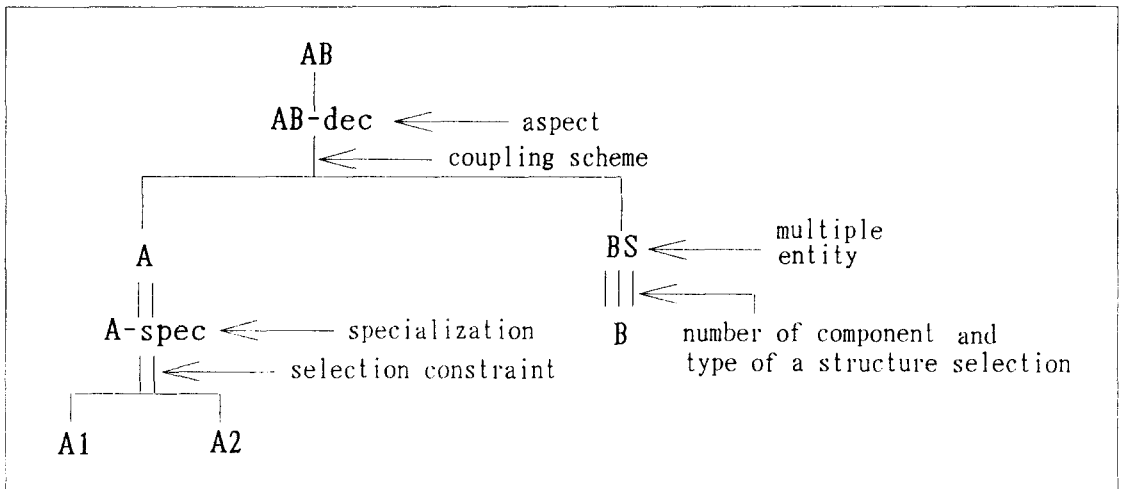 AB
AB-dec
aspect
coupling scheme
A
BS
multiple
entity
A-spec
specialization
B
number of component and
type of a structure selection
selection constraint
A1
A2